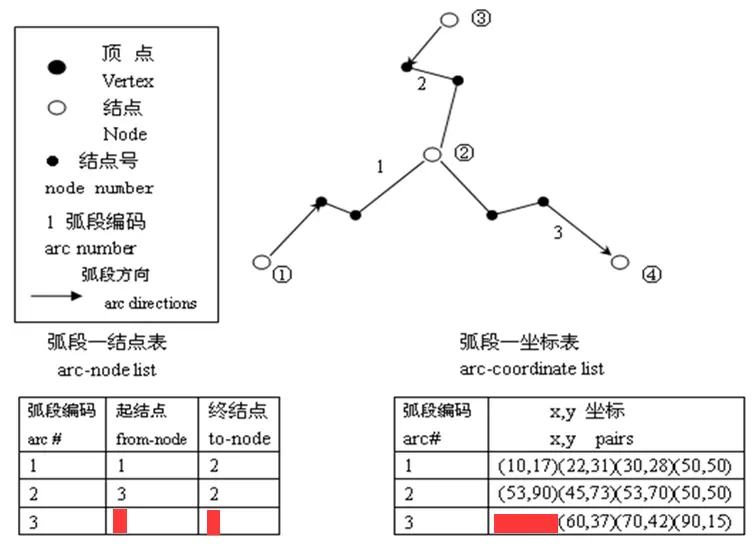 顶 点
Vertex
结点
Node
结点号
node number
1 弧段编码
arc number
弧段方向
arc directions
③
2
②
1
3
①
④
弧段—结点表
arc-node list
弧段编码 起结点 终结点
arc # from-node to-node
1 1 2
2 3 2
3
弧段—坐标表
arc-coordinate list
弧段编码 x,y 坐标
arc# x,y pairs
1 (10,17)(22,31)(30,28)(50,50)
2 (53,90)(45,73)(53,70)(50,50)
3 (60,37)(70,42)(90,15)